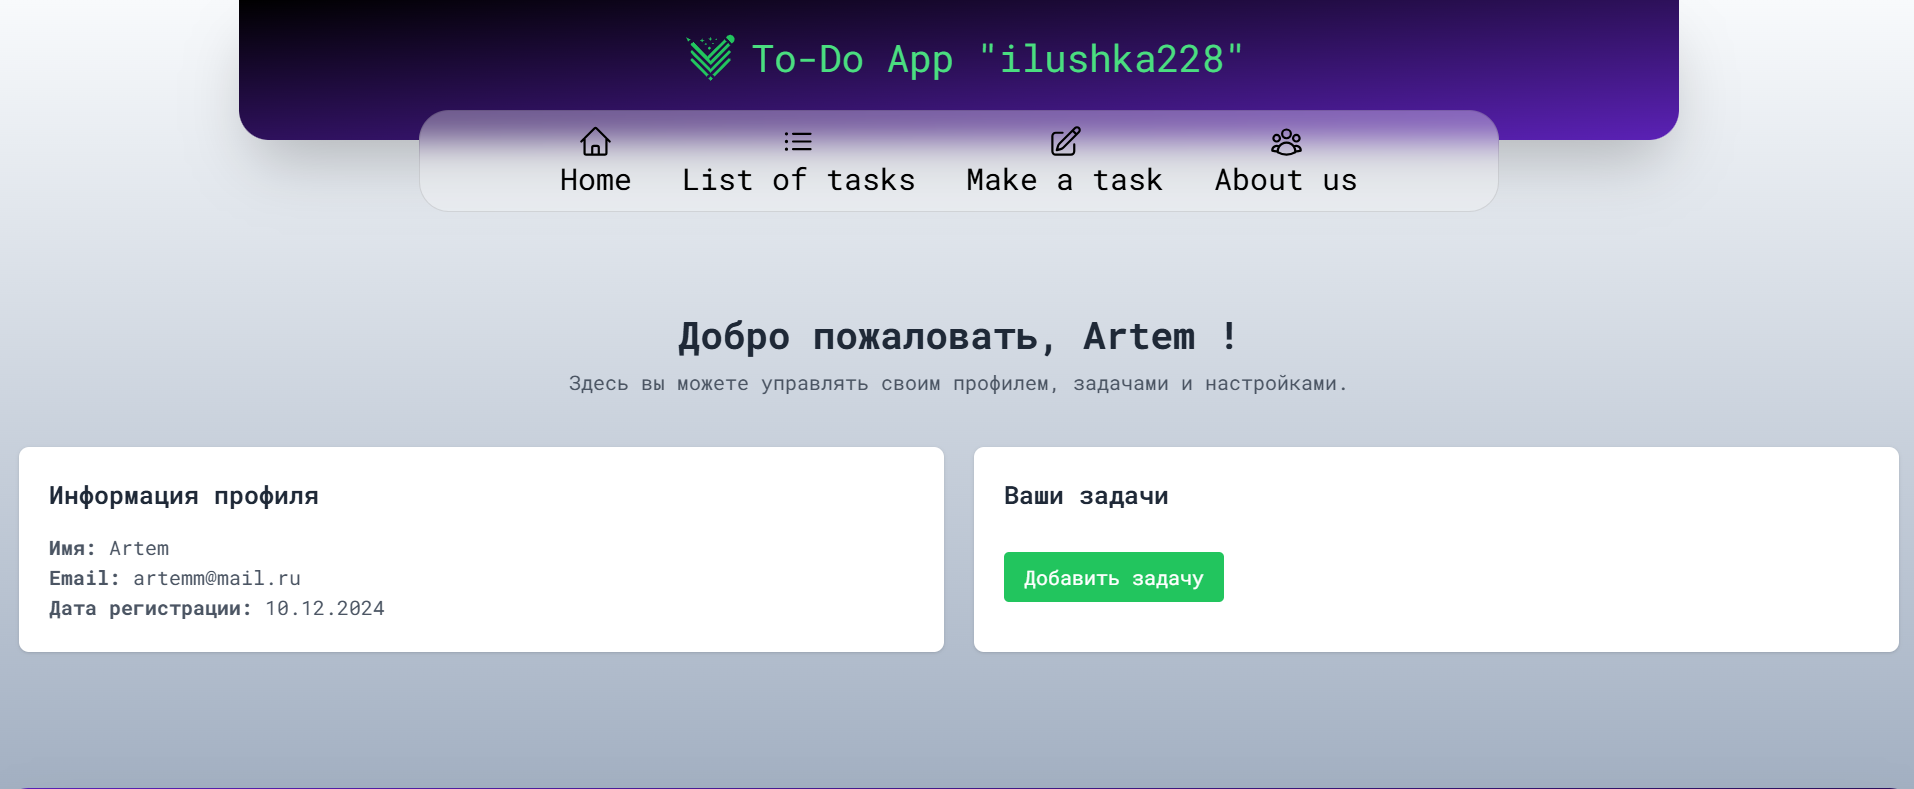 To-Do App "ilushka228"
Home List of tasks Make a task About us
Добро пожаловать, Artem !
Здесь вы можете управлять своим профилем, задачами и настройками.
Информация профиля
Имя: Artem
Email: artemm@mail.ru
Дата регистрации: 10.12.2024
Ваши задачи
Добавить задачу